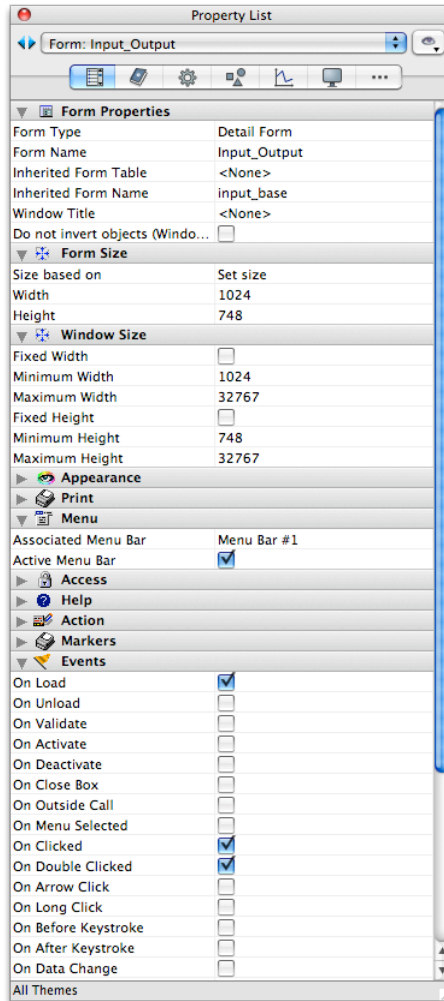 Property List
Form: Input_Output
Form Properties
Form Type Detail Form
Form Name Input_Output
Inherited Form Table <None>
Inherited Form Name input_base
Window Title <None>
Do not invert objects (Windo...
Form Size
Size based on Set size
Width 1024
Height 748
Window Size
Fixed Width
Minimum Width 1024
Maximum Width 32767
Fixed Height
Minimum Height 748
Maximum Height 32767
Appearance
Print
Menu
Associated Menu Bar Menu Bar #1
Active Menu Bar
Access
Help
Action
Markers
Events
On Load
On Unload
On Validate
On Activate
On Deactivate
On Close Box
On Outside Call
On Menu Selected
On Clicked
On Double Clicked
On Arrow Click
On Long Click
On Before Keystroke
On After Keystroke
On Data Change
All Themes